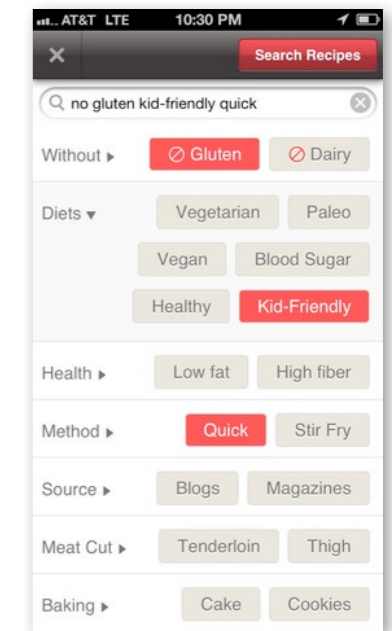 AT&T LTE 10:30 PM
Search Recipes
no gluten kid-friendly quick
Without Gluten Dairy
Diets Vegetarian Paleo
Vegan Blood Sugar
Healthy Kid-Friendly
Health Low fat High fiber
Method Quick Stir Fry
Source Blogs Magazines
Meat Cut Tenderloin Thigh
Baking Cake Cookies